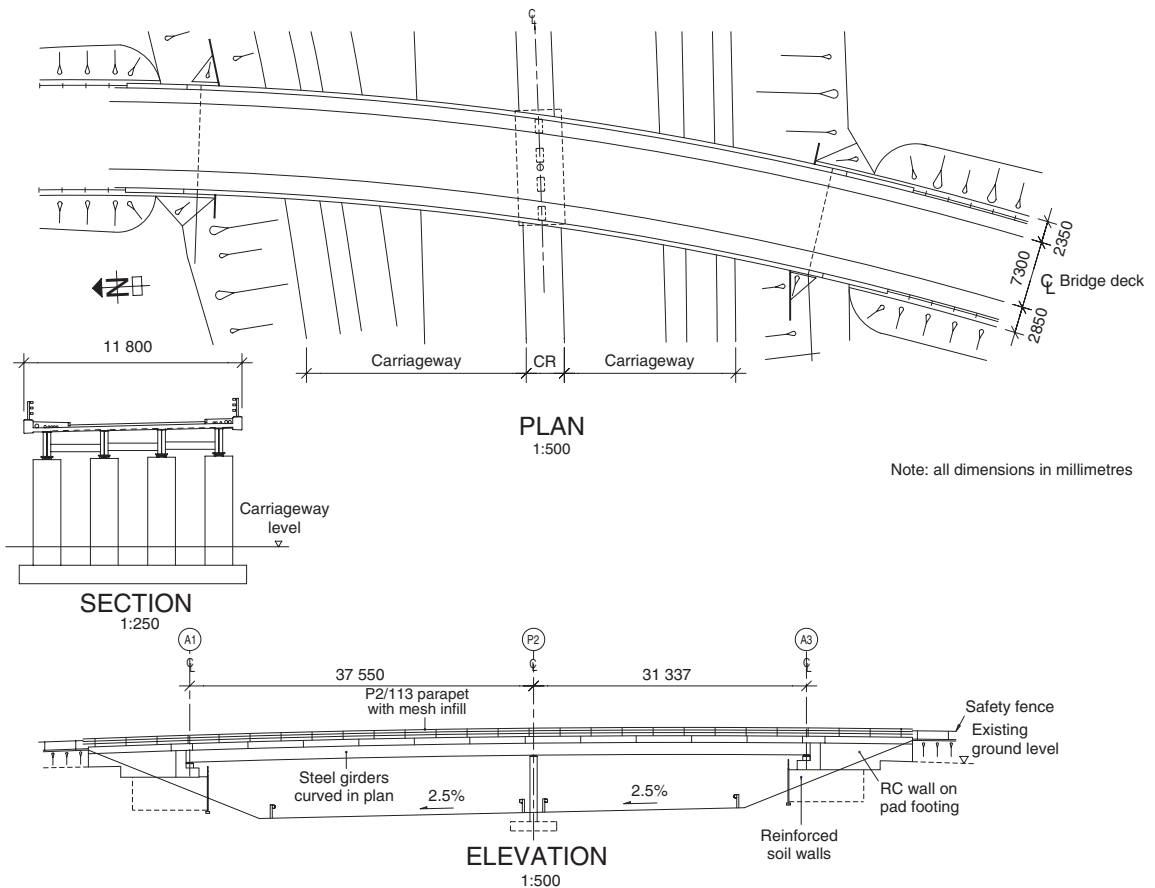 ℄
N
2350
7300
℄ Bridge deck
2850
Carriageway
CR
Carriageway
PLAN
1:500
Note: all dimensions in millimetres
11 800
Carriageway
level
SECTION
1:250
A1
P2
A3
℄
℄
℄
37 550
31 337
P2/113 parapet
with mesh infill
Safety fence
Existing
ground level
Steel girders
curved in plan
2.5%
2.5%
RC wall on
pad footing
Reinforced
soil walls
ELEVATION
1:500